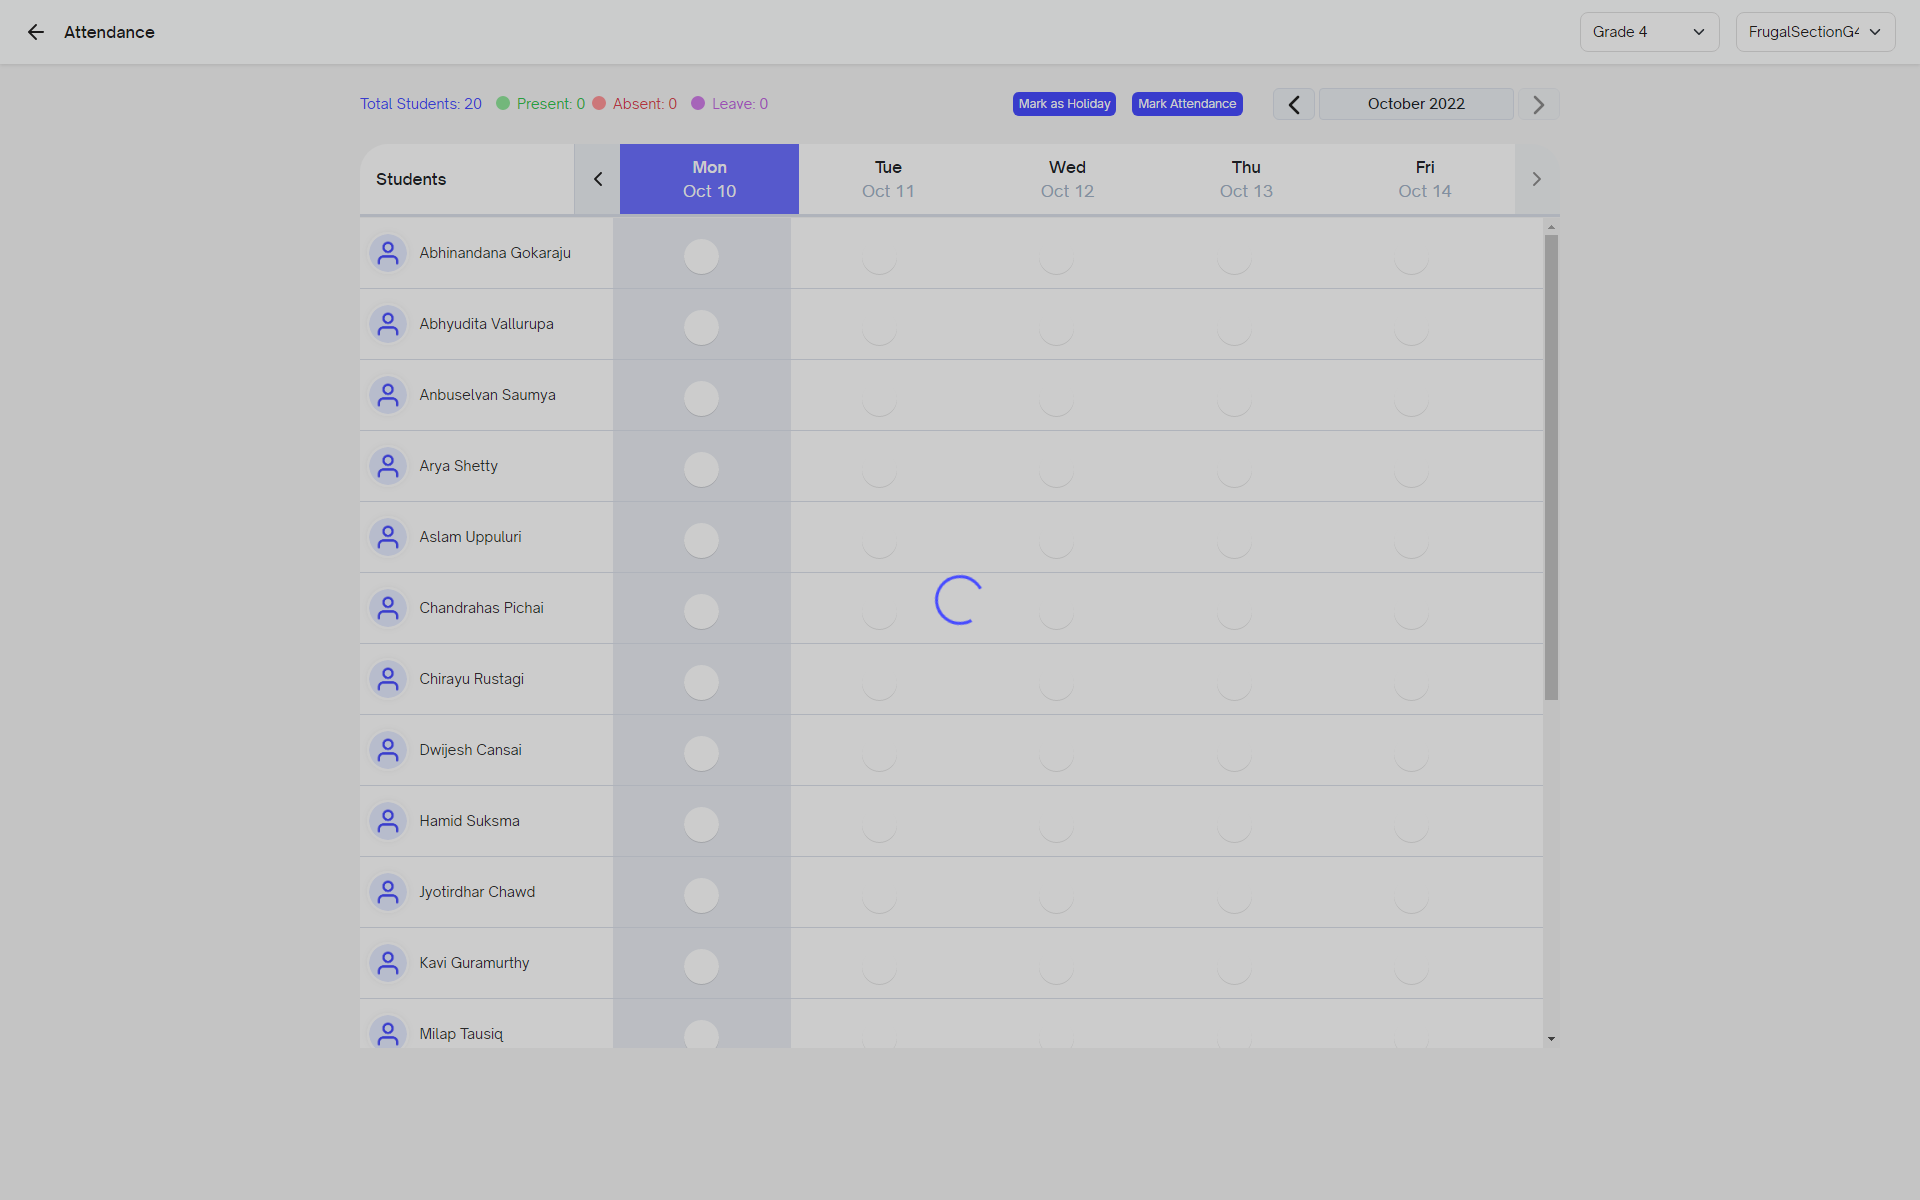 Attendance
Grade 4
FrugalSectionG4
Total Students: 20 Present: 0 Absent: 0 Leave: 0
Mark as Holiday
Mark Attendance
October 2022
Students
Mon
Oct 10
Tue
Oct 11
Wed
Oct 12
Thu
Oct 13
Fri
Oct 14
Abhinandana Gokaraju
Abhyudita Vallurupa
Anbuselvan Saumya
Arya Shetty
Aslam Uppuluri
Chandrahas Pichai
Chirayu Rustagi
Dwijesh Cansai
Hamid Suksma
Jyotirdhar Chawd
Kavi Guramurthy
Milap Tausiq